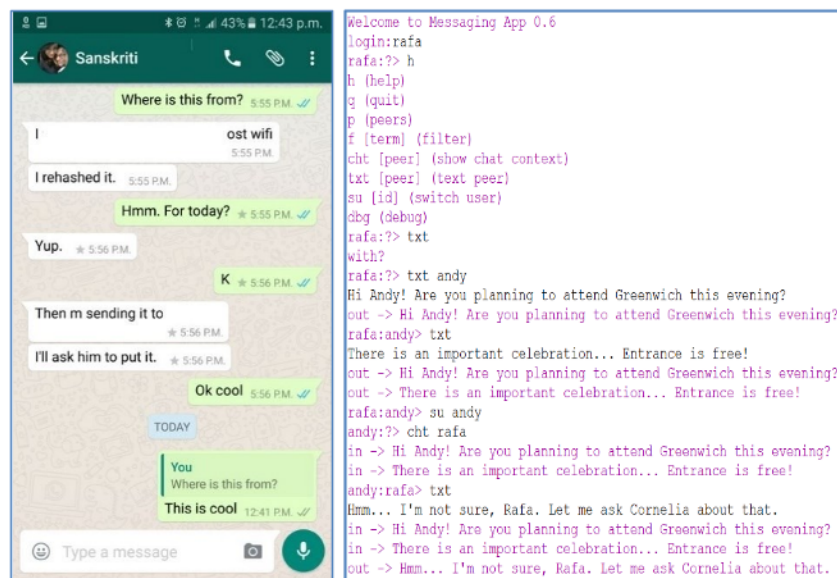 43% 12:43 p.m.
Sanskriti
Where is this from? 5:55 P.M.
I ost wifi
5:55 P.M.
I rehashed it. 5:55 P.M.
Hmm. For today? ★ 5:55 P.M.
Yup. ★ 5:56 P.M.
K ★ 5:56 P.M.
Then m sending it to
★ 5:56 P.M.
I'll ask him to put it. ★ 5:56 P.M.
Ok cool 5:56 P.M.
TODAY
You
Where is this from?
This is cool 12:41 P.M.
Type a message
Welcome to Messaging App 0.6
login:rafa
rafa:?> h
h (help)
q (quit)
p (peers)
f [term] (filter)
cht [peer] (show chat context)
txt [peer] (text peer)
su [id] (switch user)
dbg (debug)
rafa:?> txt
with?
rafa:?> txt andy
Hi Andy! Are you planning to attend Greenwich this evening?
out -> Hi Andy! Are you planning to attend Greenwich this evening?
rafa:andy> txt
There is an important celebration... Entrance is free!
out -> Hi Andy! Are you planning to attend Greenwich this evening?
out -> There is an important celebration... Entrance is free!
rafa:andy> su andy
andy:?> cht rafa
in -> Hi Andy! Are you planning to attend Greenwich this evening?
in -> There is an important celebration... Entrance is free!
andy:rafa> txt
Hmm... I'm not sure, Rafa. Let me ask Cornelia about that.
in -> Hi Andy! Are you planning to attend Greenwich this evening?
in -> There is an important celebration... Entrance is free!
out -> Hmm... I'm not sure, Rafa. Let me ask Cornelia about that.